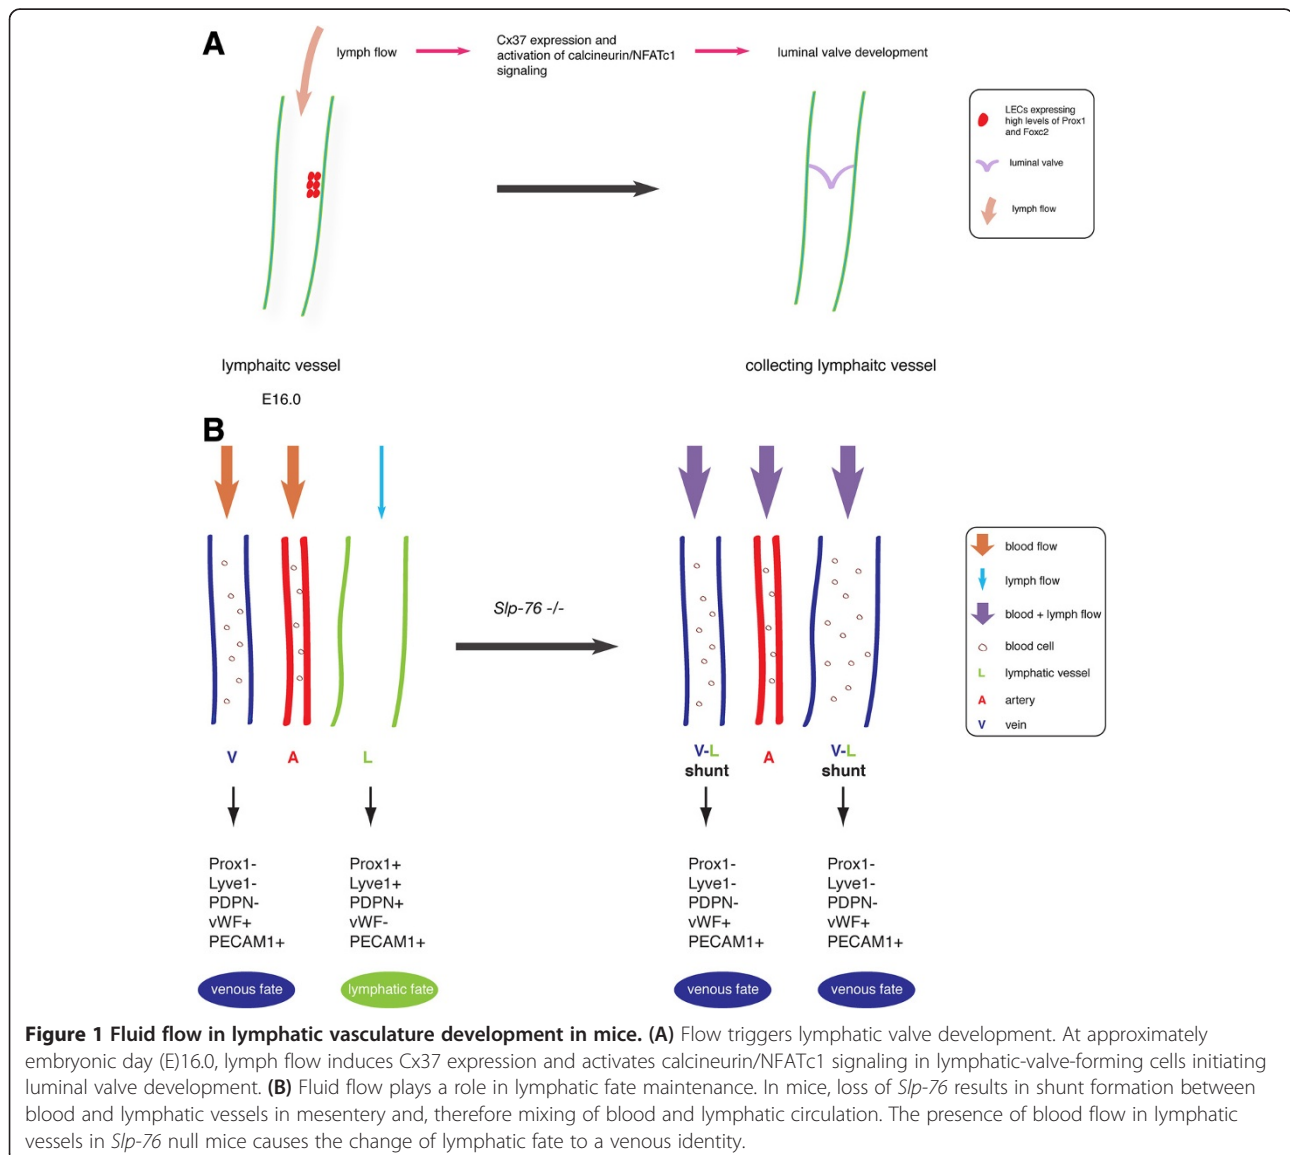 A
lymph flow
Cx37 expression and
activation of calcineurin/NFATc1
signaling
luminal valve development
LECs expressing
high levels of Prox1
and Foxc2
luminal valve
lymph flow
lymphaitc vessel
collecting lymphaitc vessel
E16.0
B
Slp-76 -/-
blood flow
lymph flow
blood + lymph flow
blood cell
L lymphatic vessel
A artery
V vein
V
A
L
V-L
shunt
A
V-L
shunt
Prox1-
Lyve1-
PDPN-
vWF+
PECAM1+
Prox1+
Lyve1+
PDPN+
vWF-
PECAM1+
Prox1-
Lyve1-
PDPN-
vWF+
PECAM1+
Prox1-
Lyve1-
PDPN-
vWF+
PECAM1+
venous fate
lymphatic fate
venous fate
venous fate
Figure 1 Fluid flow in lymphatic vasculature development in mice. (A) Flow triggers lymphatic valve development. At approximately
embryonic day (E)16.0, lymph flow induces Cx37 expression and activates calcineurin/NFATc1 signaling in lymphatic-valve-forming cells initiating
luminal valve development. (B) Fluid flow plays a role in lymphatic fate maintenance. In mice, loss of Slp-76 results in shunt formation between
blood and lymphatic vessels in mesentery and, therefore mixing of blood and lymphatic circulation. The presence of blood flow in lymphatic
vessels in Slp-76 null mice causes the change of lymphatic fate to a venous identity.